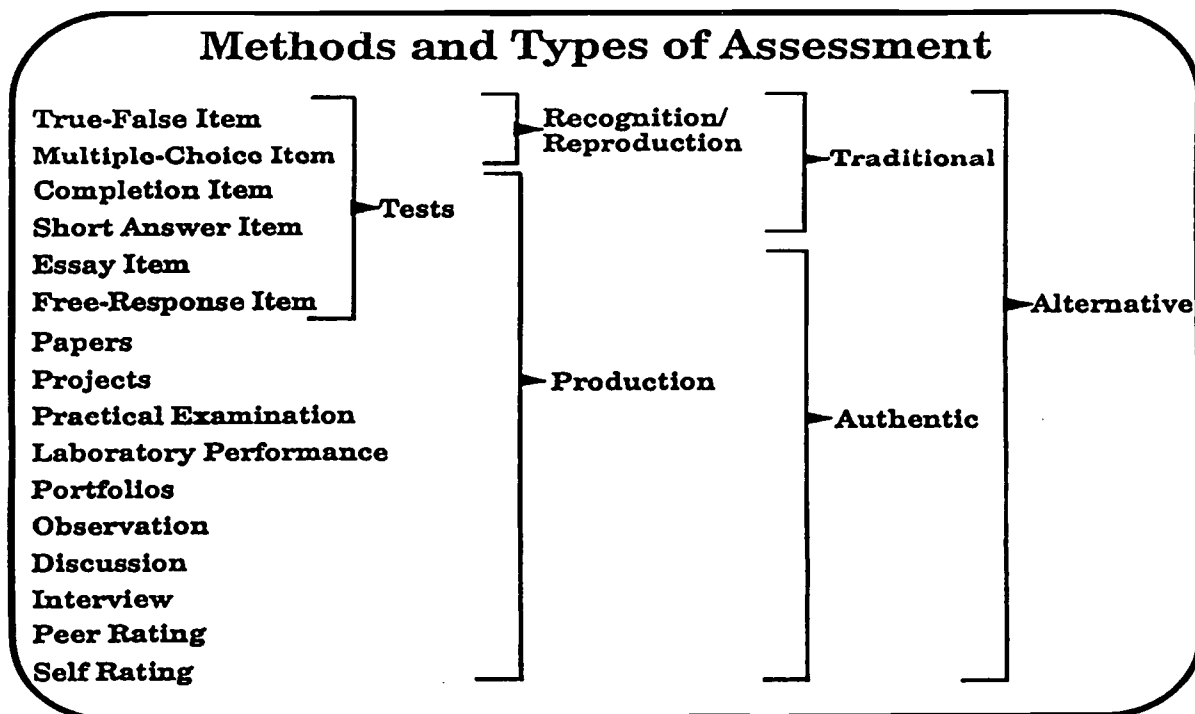 Methods and Types of Assessment
True-False Item
Multiple-Choice Item
Completion Item
Short Answer Item
Essay Item
Free-Response Item
Papers
Projects
Practical Examination
Laboratory Performance
Portfolios
Observation
Discussion
Interview
Peer Rating
Self Rating
Tests
Recognition/
Reproduction
Production
Traditional
Authentic
Alternative